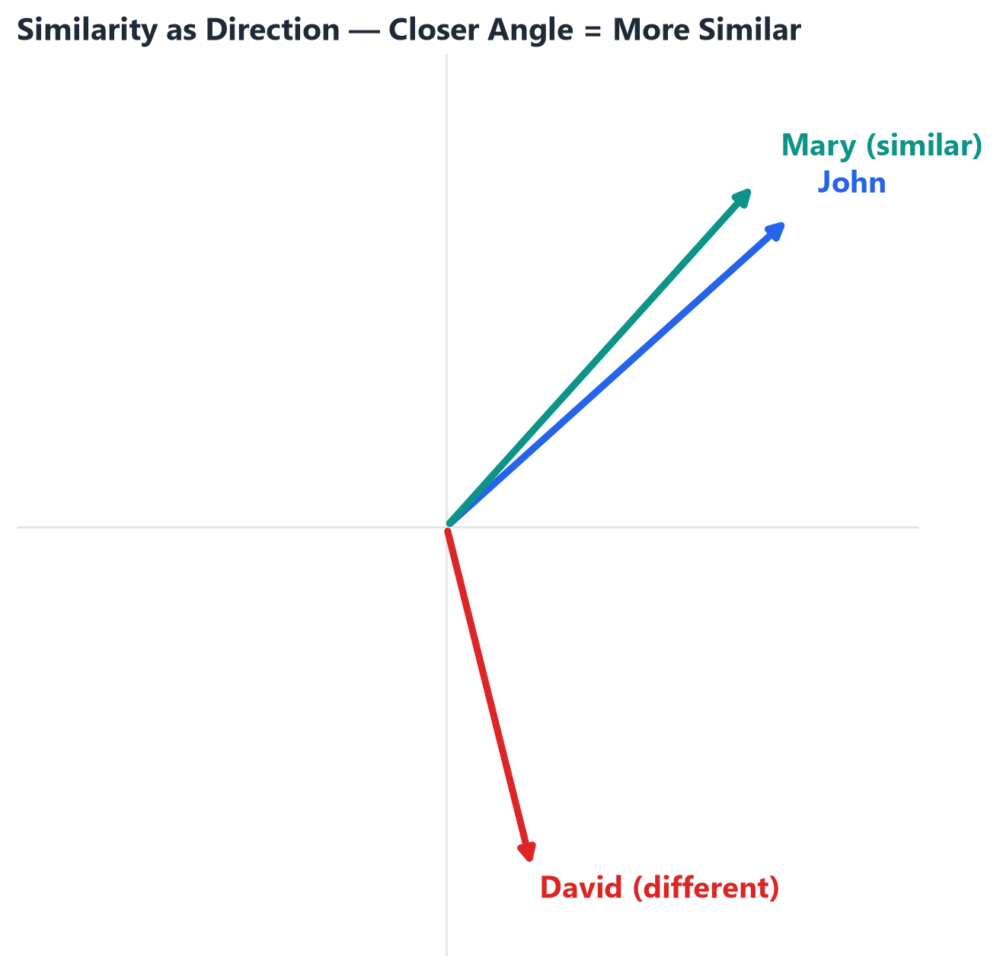 Similarity as Direction — Closer Angle = More Similar
Mary (similar)
John
David (different)